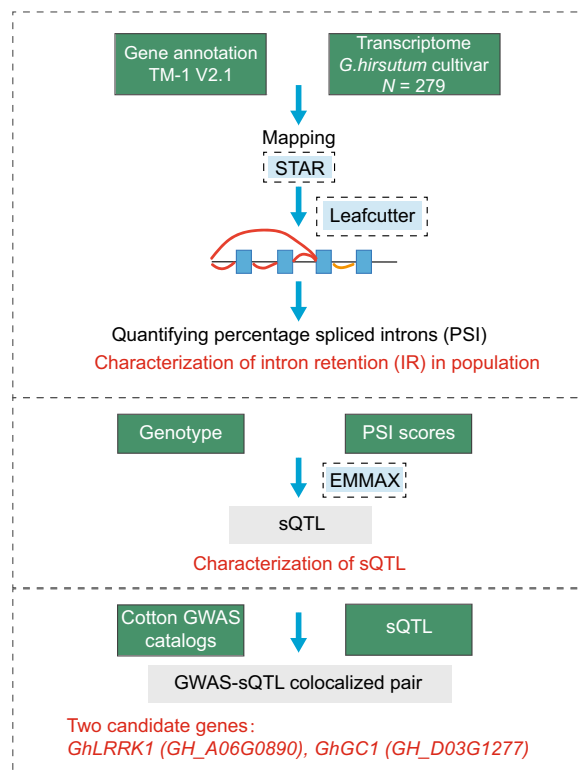 Gene annotation
TM-1 V2.1
Transcriptome
G.hirsutum cultivar
N = 279
Mapping
STAR
Leafcutter
Quantifying percentage spliced introns (PSI)
Characterization of intron retention (IR) in population
Genotype
PSI scores
EMMAX
sQTL
Characterization of sQTL
Cotton GWAS
catalogs
sQTL
GWAS-sQTL colocalized pair
Two candidate genes:
GhLRRK1 (GH_A06G0890), GhGC1 (GH_D03G1277)